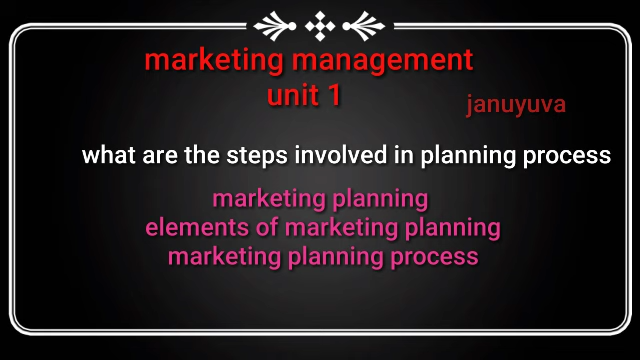 marketing management
unit 1
januyuva
what are the steps involved in planning process
marketing planning
elements of marketing planning
marketing planning process